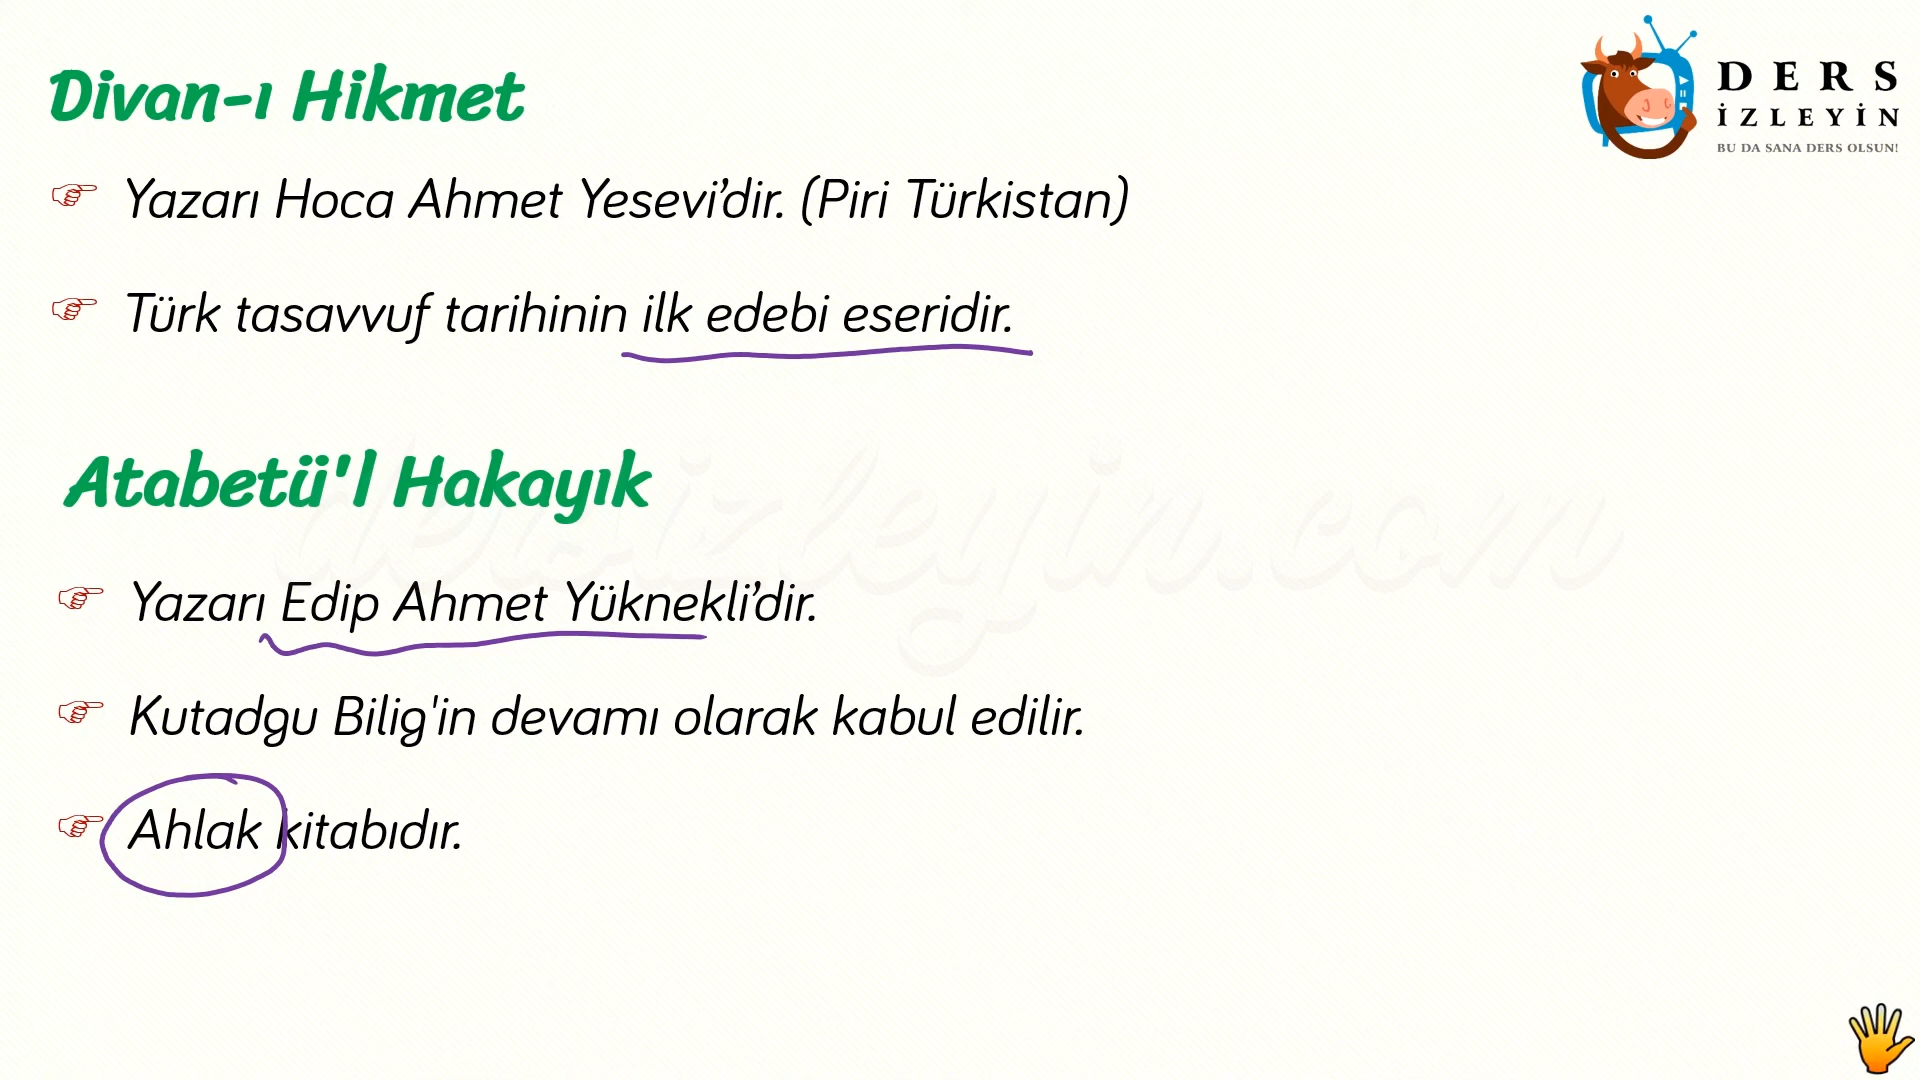 Divan-ı Hikmet
DERS
İZLEYİN
BU DA SANA DERS OLSUN!
Yazarı Hoca Ahmet Yesevi’dir. (Piri Türkistan)
Türk tasavvuf tarihinin ilk edebi eseridir.
Atabetü'l Hakayık
dersizleyin.com
Yazarı Edip Ahmet Yüknekli’dir.
Kutadgu Bilig'in devamı olarak kabul edilir.
Ahlak kitabıdır.